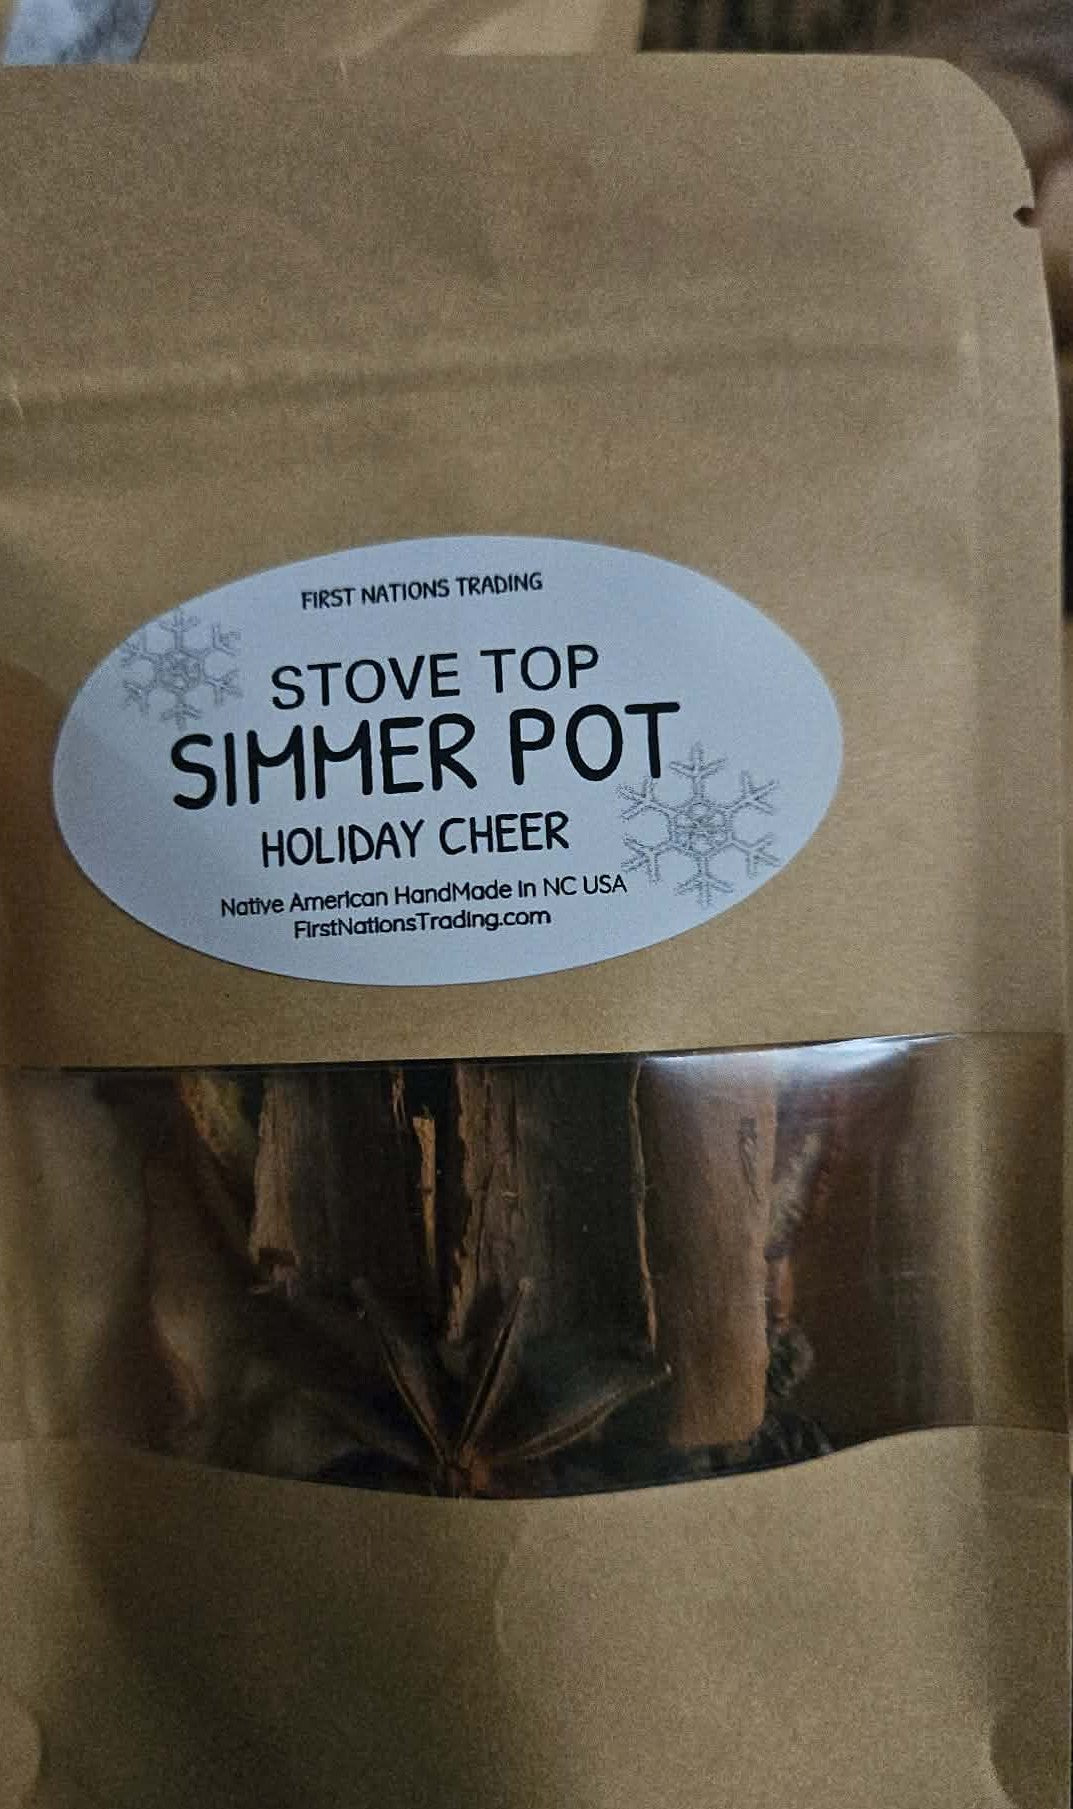 FIRST NATIONS TRADING
STOVE TOP
SIMMER POT
HOLIDAY CHEER
Native American HandMade In NC USA
FirstNationsTrading.com